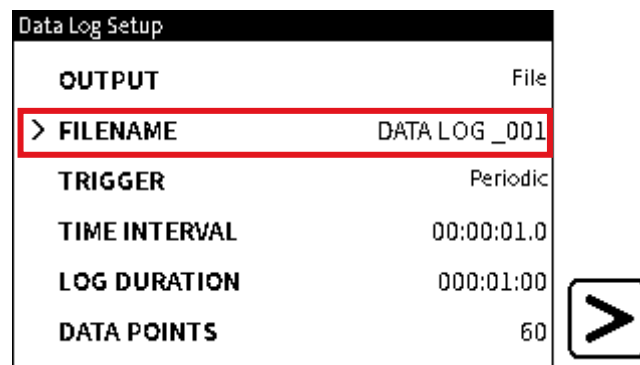 Data Log Setup
OUTPUT File
> FILENAME DATA LOG _001
TRIGGER Periodic
TIME INTERVAL 00:00:01.0
LOG DURATION 000:01:00
DATA POINTS 60
>